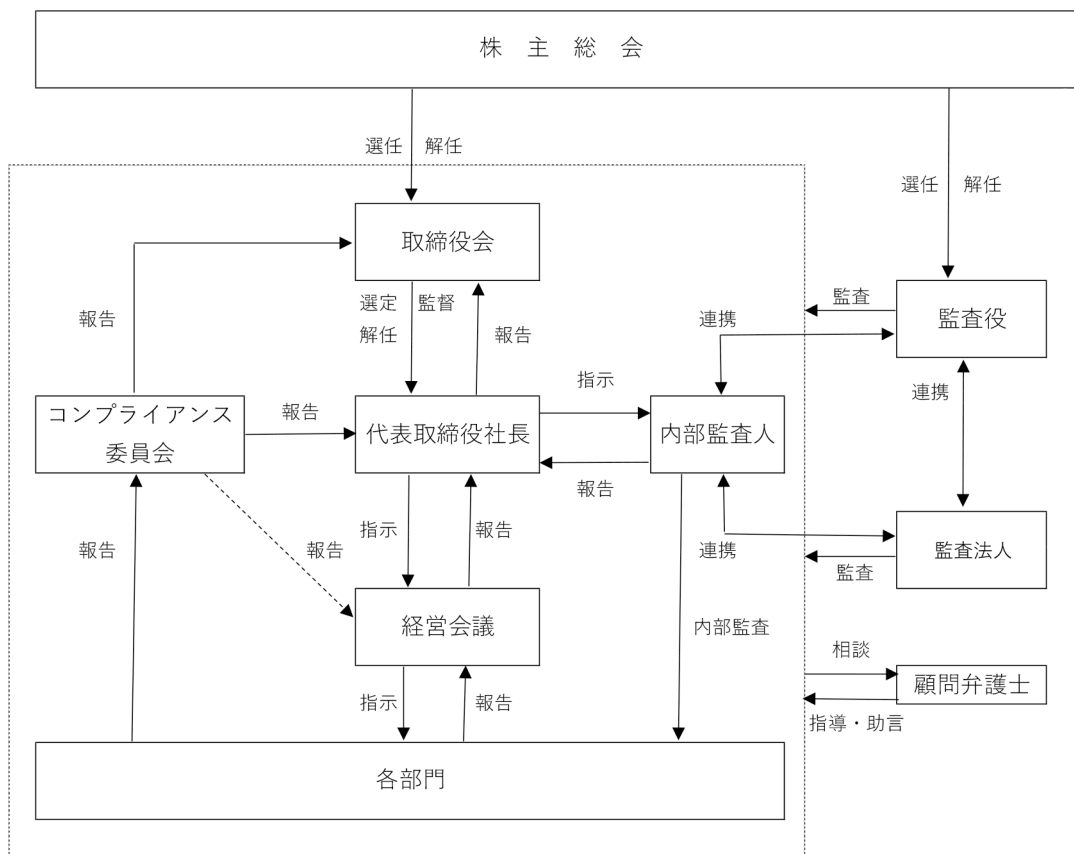 株　主　総　会
選任
解任
選任
解任
取締役会
報告
選定
監督
解任
報告
監査
監査役
連携
連携
コンプライアンス
委員会
報告
代表取締役社長
指示
内部監査人
報告
報告
報告
指示
報告
連携
監査法人
監査
経営会議
内部監査
指示
報告
相談
顧問弁護士
指導・助言
各部門